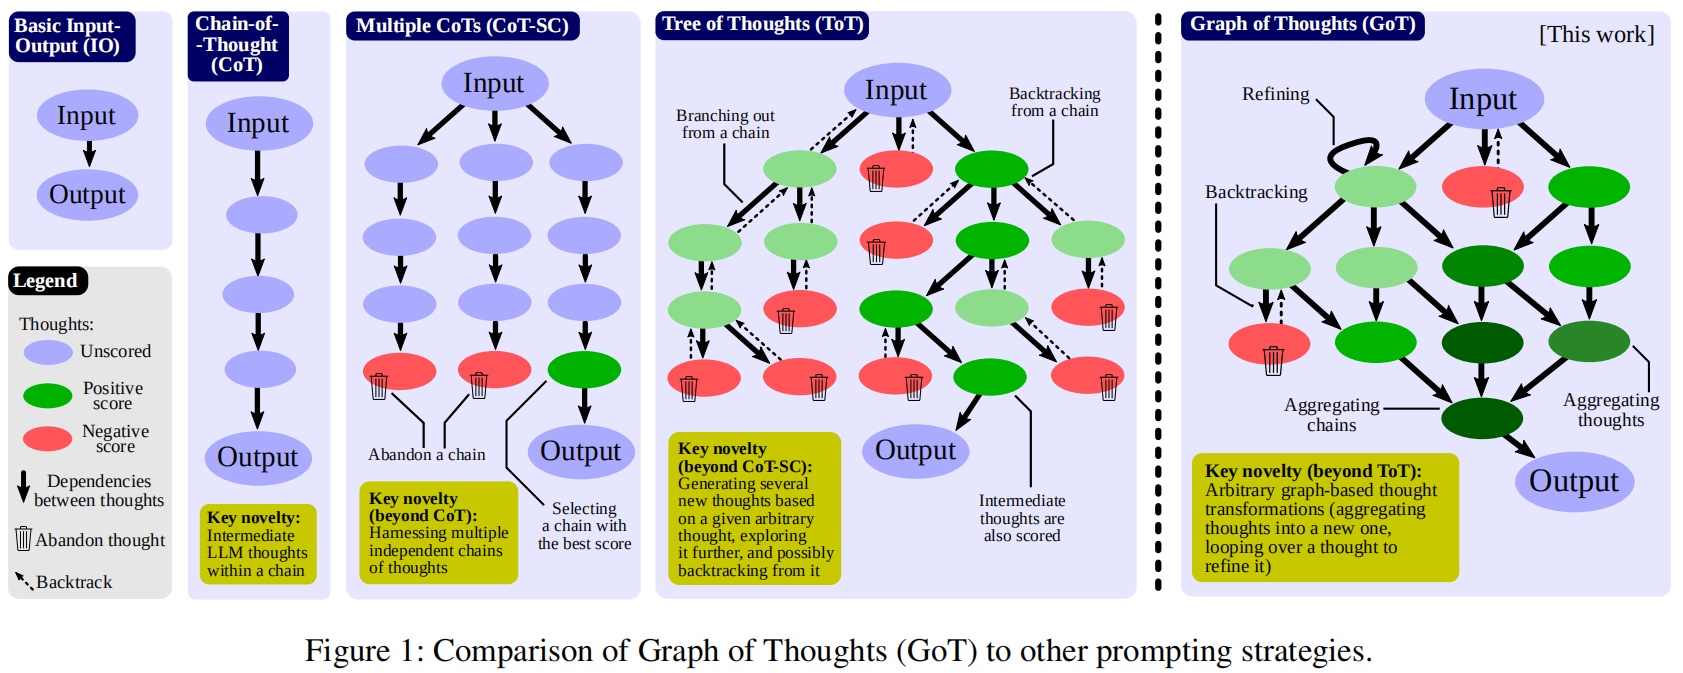 Basic Input-
Output (IO)
Input
Output
Legend
Thoughts:
Unscored
Positive
score
Negative
score
Dependencies
between thoughts
Abandon thought
Backtrack
Chain-of-
-Thought
(CoT)
Input
Output
Key novelty:
Intermediate
LLM thoughts
within a chain
Multiple CoTs (CoT-SC)
Input
Abandon a chain
Output
Selecting
a chain with
the best score
Key novelty
(beyond CoT):
Harnessing multiple
independent chains
of thoughts
Tree of Thoughts (ToT)
Input
Branching out
from a chain
Backtracking
from a chain
Output
Intermediate
thoughts are
also scored
Key novelty
(beyond CoT-SC):
Generating several
new thoughts based
on a given arbitrary
thought, exploring
it further, and possibly
backtracking from it
Graph of Thoughts (GoT)
[This work]
Input
Refining
Backtracking
Aggregating
chains
Aggregating
thoughts
Output
Key novelty (beyond ToT):
Arbitrary graph-based thought
transformations (aggregating
thoughts into a new one,
looping over a thought to
refine it)
Figure 1: Comparison of Graph of Thoughts (GoT) to other prompting strategies.